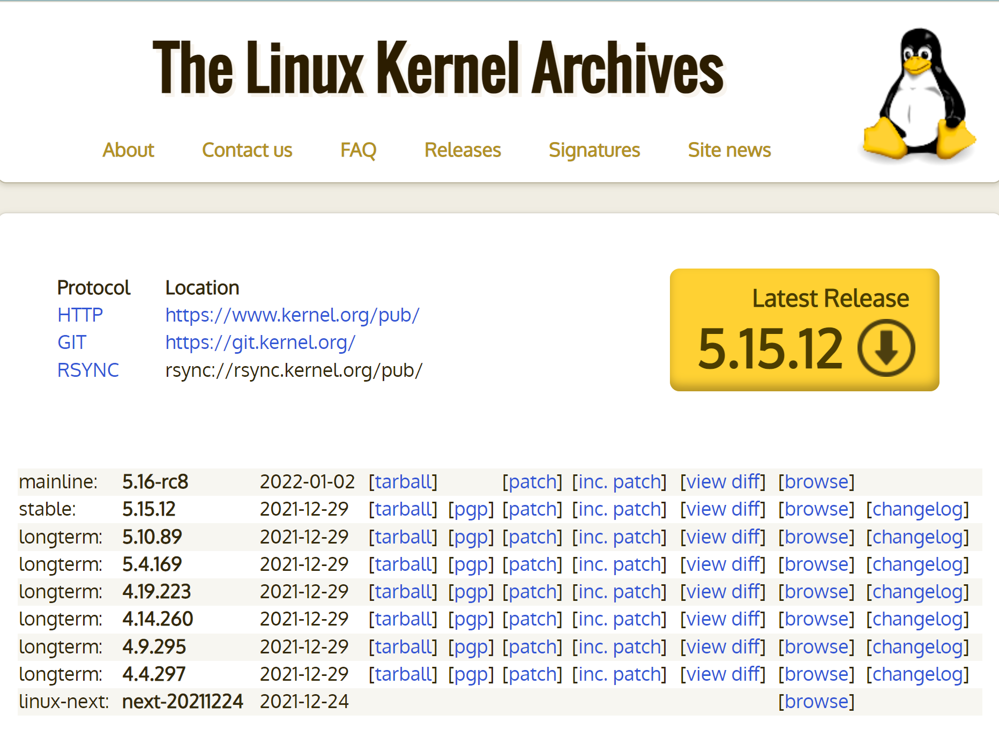 The Linux Kernel Archives
About Contact us FAQ Releases Signatures Site news
Protocol Location
HTTP https://www.kernel.org/pub/
GIT https://git.kernel.org/
RSYNC rsync://rsync.kernel.org/pub/
Latest Release
5.15.12
mainline: 5.16-rc8 2022-01-02 [tarball] [patch] [inc. patch] [view diff] [browse]
stable: 5.15.12 2021-12-29 [tarball] [pgp] [patch] [inc. patch] [view diff] [browse] [changelog]
longterm: 5.10.89 2021-12-29 [tarball] [pgp] [patch] [inc. patch] [view diff] [browse] [changelog]
longterm: 5.4.169 2021-12-29 [tarball] [pgp] [patch] [inc. patch] [view diff] [browse] [changelog]
longterm: 4.19.223 2021-12-29 [tarball] [pgp] [patch] [inc. patch] [view diff] [browse] [changelog]
longterm: 4.14.260 2021-12-29 [tarball] [pgp] [patch] [inc. patch] [view diff] [browse] [changelog]
longterm: 4.9.295 2021-12-29 [tarball] [pgp] [patch] [inc. patch] [view diff] [browse] [changelog]
longterm: 4.4.297 2021-12-29 [tarball] [pgp] [patch] [inc. patch] [view diff] [browse] [changelog]
linux-next: next-20211224 2021-12-24 [browse]